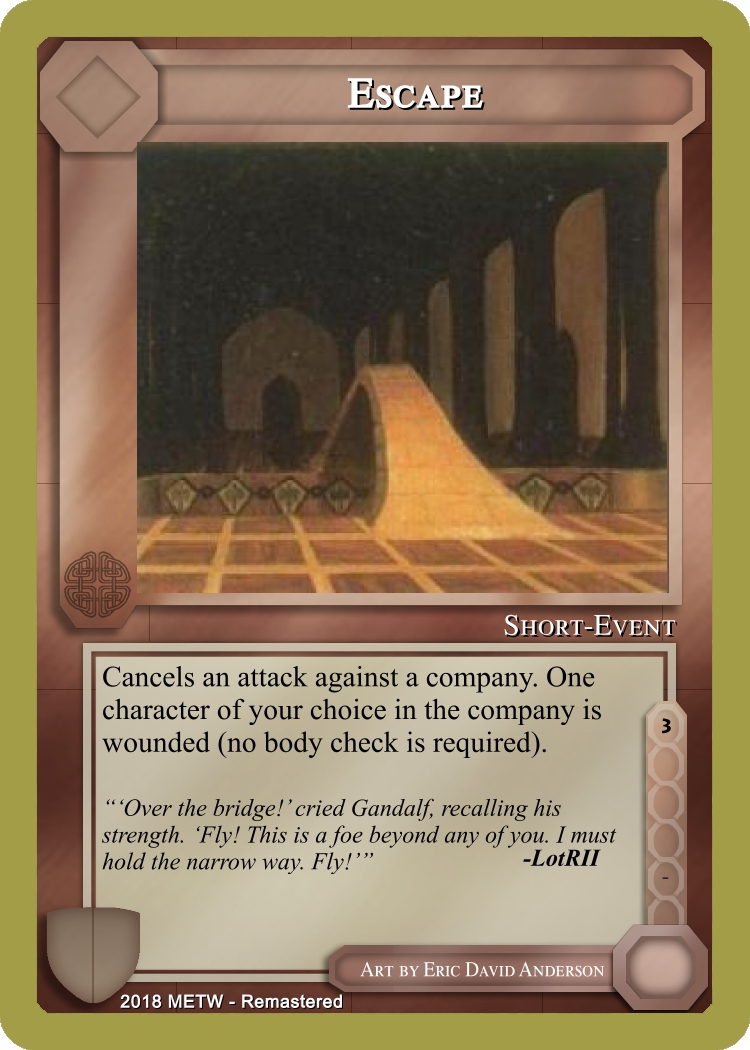 Escape
Short-Event
Cancels an attack against a company. One
character of your choice in the company is
wounded (no body check is required).
3
“‘Over the bridge!’ cried Gandalf, recalling his
strength. ‘Fly! This is a foe beyond any of you. I must
hold the narrow way. Fly!’”
-LotRII
-
Art by Eric David Anderson
2018 METW - Remastered